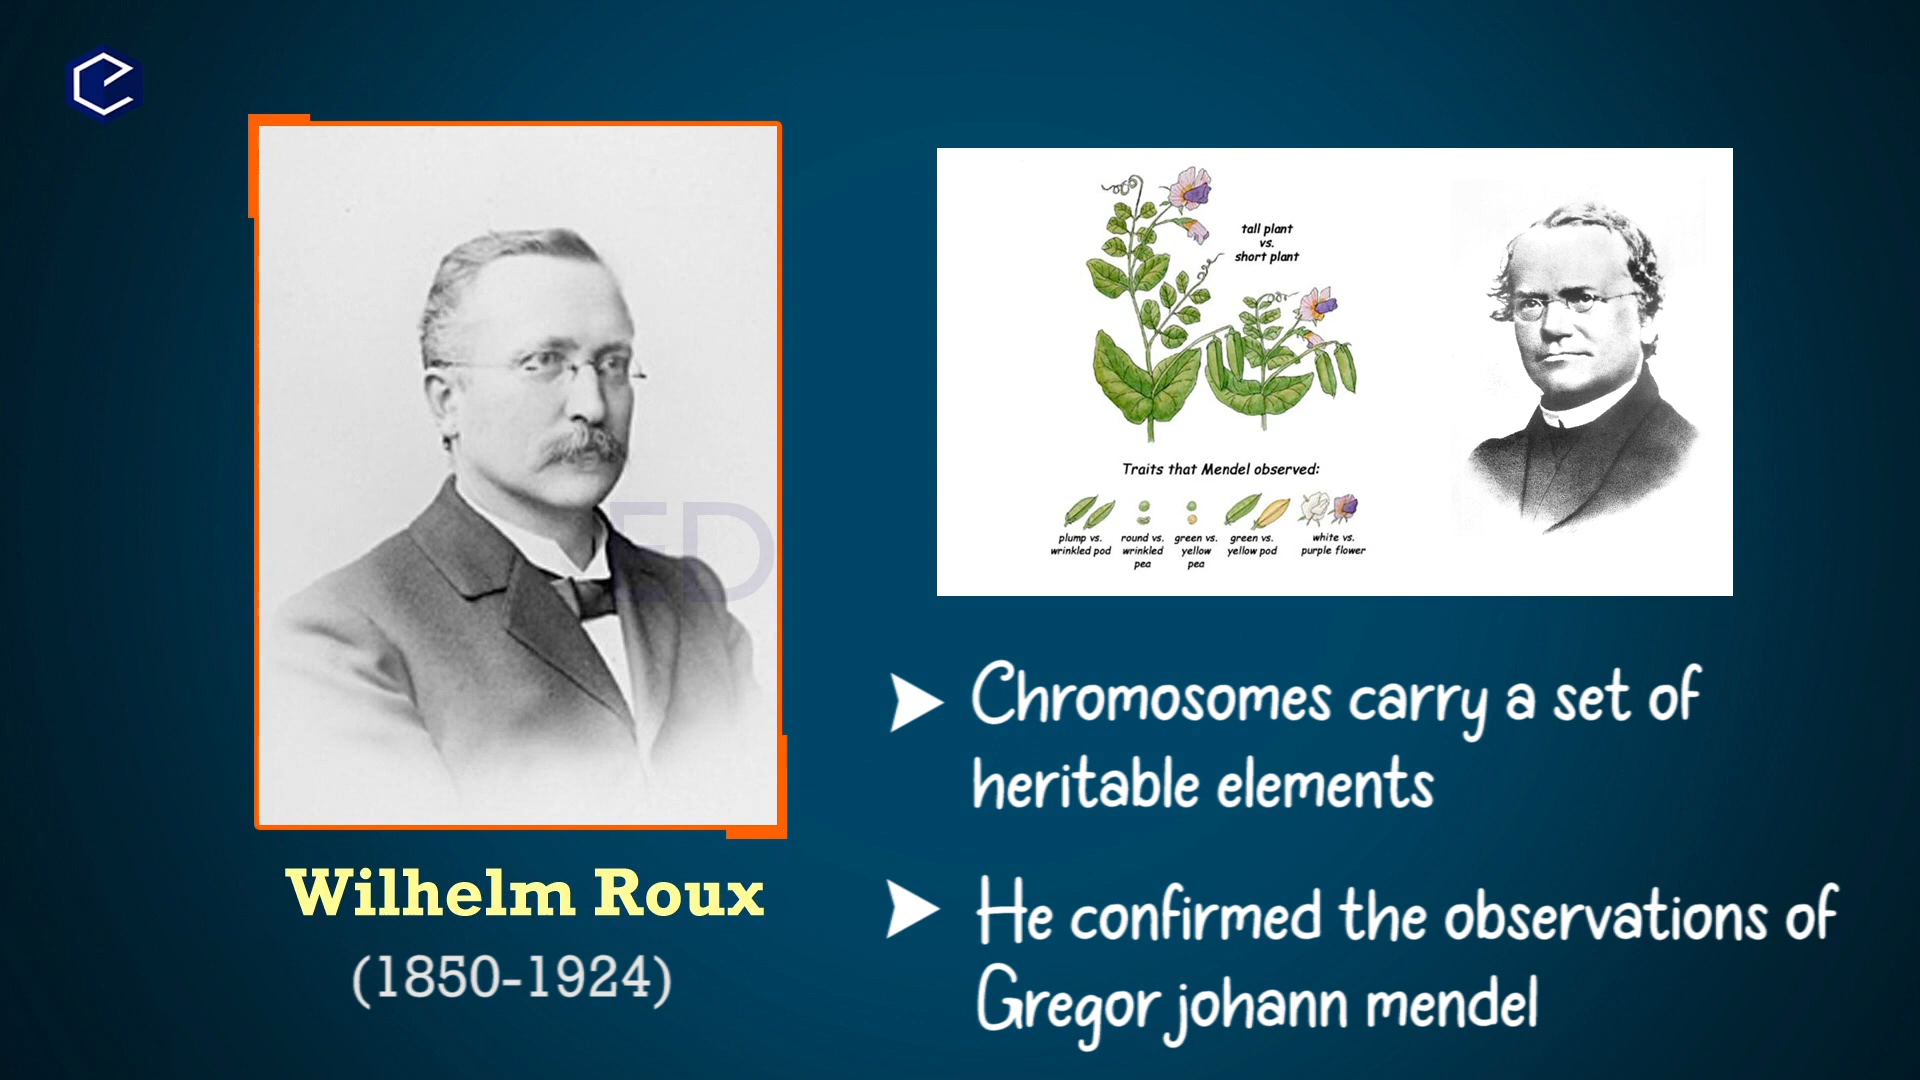 ED
Wilhelm Roux
(1850-1924)
tall plant
vs.
short plant
Traits that Mendel observed:
plump vs.
wrinkled pod
round vs.
wrinkled
pea
green vs.
yellow
pea
green vs.
yellow pod
white vs.
purple flower
Chromosomes carry a set of
heritable elements
He confirmed the observations of
Gregor johann mendel